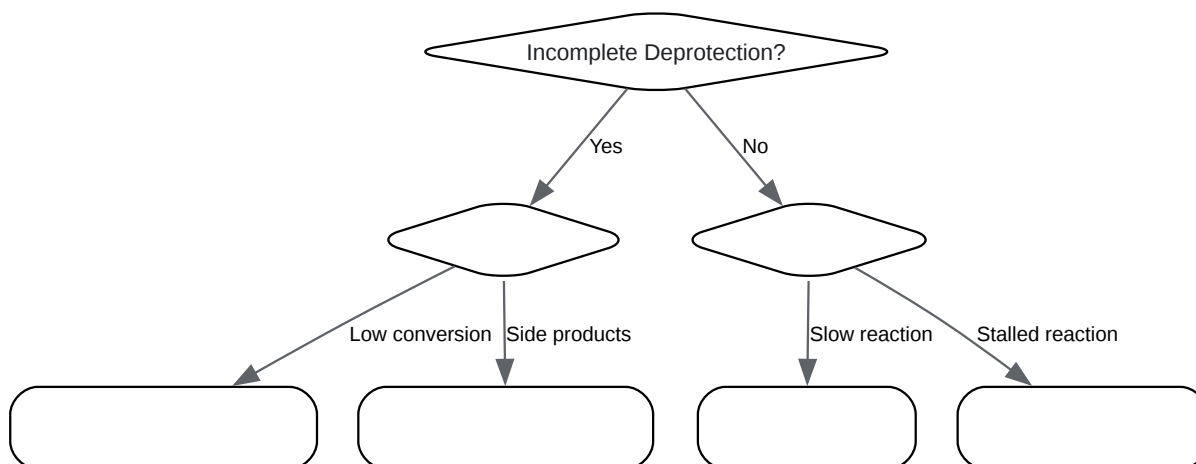 Incomplete Deprotection?
Yes
No
Low conversion
Side products
Slow reaction
Stalled reaction